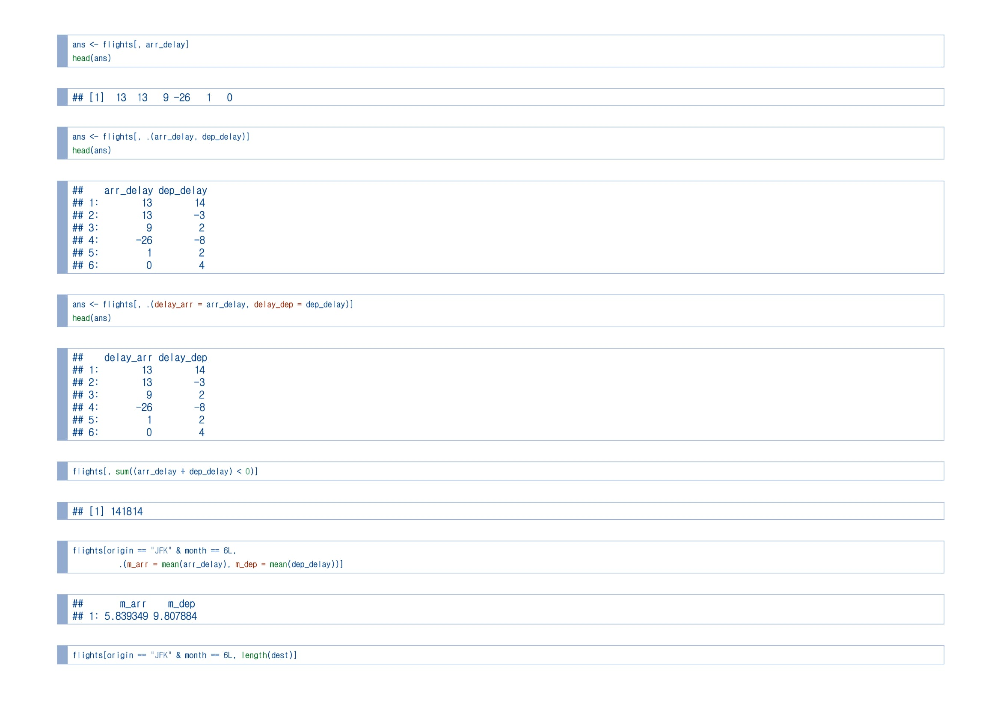 ans <- flights[, arr_delay]
head(ans)
## [1]  13  13   9 -26   1   0
ans <- flights[, .(arr_delay, dep_delay)]
head(ans)
##    arr_delay dep_delay
## 1:        13        14
## 2:        13        -3
## 3:         9         2
## 4:       -26        -8
## 5:         1         2
## 6:         0         4
ans <- flights[, .(delay_arr = arr_delay, delay_dep = dep_delay)]
head(ans)
##    delay_arr delay_dep
## 1:        13        14
## 2:        13        -3
## 3:         9         2
## 4:       -26        -8
## 5:         1         2
## 6:         0         4
flights[, sum((arr_delay + dep_delay) < 0)]
## [1] 141814
flights[origin == "JFK" & month == 6L,
           .(m_arr = mean(arr_delay), m_dep = mean(dep_delay))]
##       m_arr    m_dep
## 1: 5.839349 9.807884
flights[origin == "JFK" & month == 6L, length(dest)]